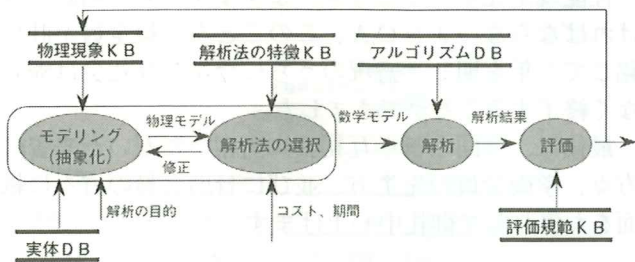 物理現象KB
解析法の特徴KB
アルゴリズムDB
モデリング
(抽象化)
物理モデル
修正
解析法の選択
数学モデル
解析
解析結果
評価
解析の目的
コスト、期間
実体DB
評価規範KB